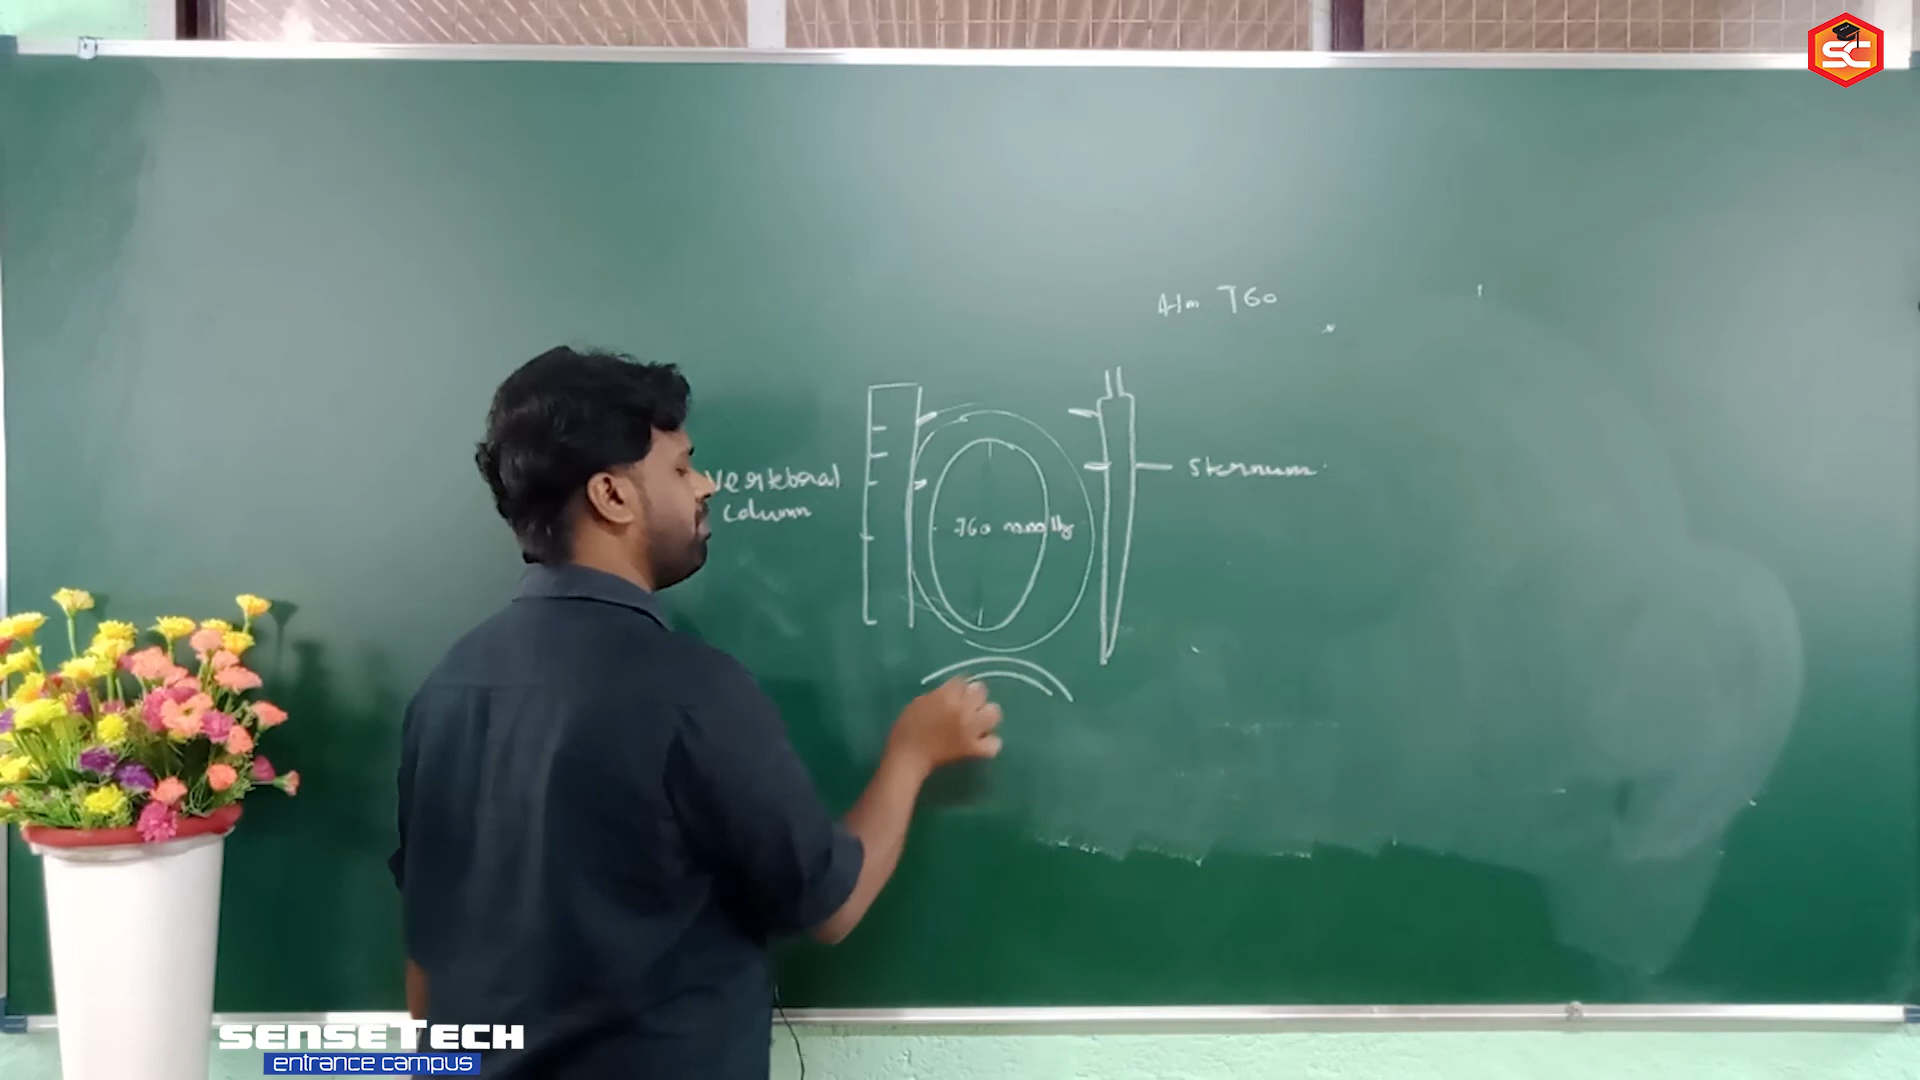 SC
Atm 760
Vertebral
column
760 mmHg
Sternum
SENSETECH
entrance campus